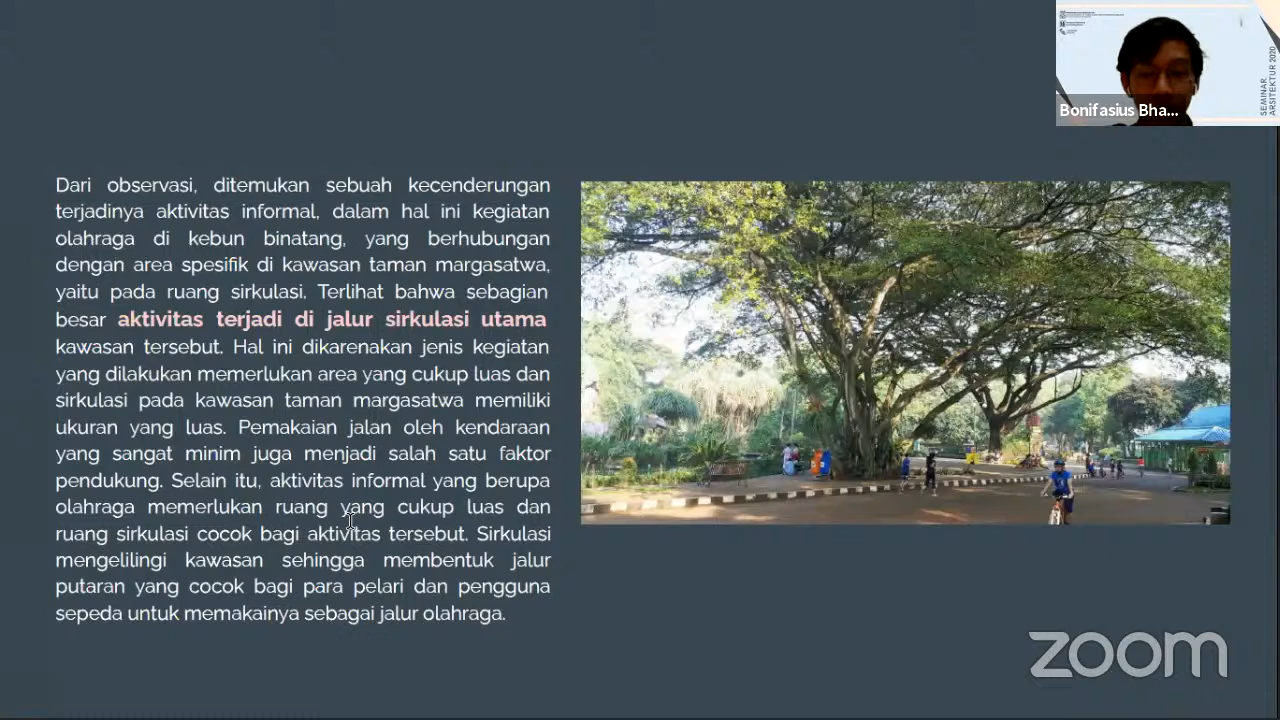 Dari observasi, ditemukan sebuah kecenderungan
terjadinya aktivitas informal, dalam hal ini kegiatan
olahraga di kebun binatang, yang berhubungan
dengan area spesifik di kawasan taman margasatwa,
yaitu pada ruang sirkulasi. Terlihat bahwa sebagian
besar aktivitas terjadi di jalur sirkulasi utama
kawasan tersebut. Hal ini dikarenakan jenis kegiatan
yang dilakukan memerlukan area yang cukup luas dan
sirkulasi pada kawasan taman margasatwa memiliki
ukuran yang luas. Pemakaian jalan oleh kendaraan
yang sangat minim juga menjadi salah satu faktor
pendukung. Selain itu, aktivitas informal yang berupa
olahraga memerlukan ruang yang cukup luas dan
ruang sirkulasi cocok bagi aktivitas tersebut. Sirkulasi
mengelilingi kawasan sehingga membentuk jalur
putaran yang cocok bagi para pelari dan pengguna
sepeda untuk memakainya sebagai jalur olahraga.
Bonifasius Bha...
SEMINAR
ARSITEKTUR 2020
zoom